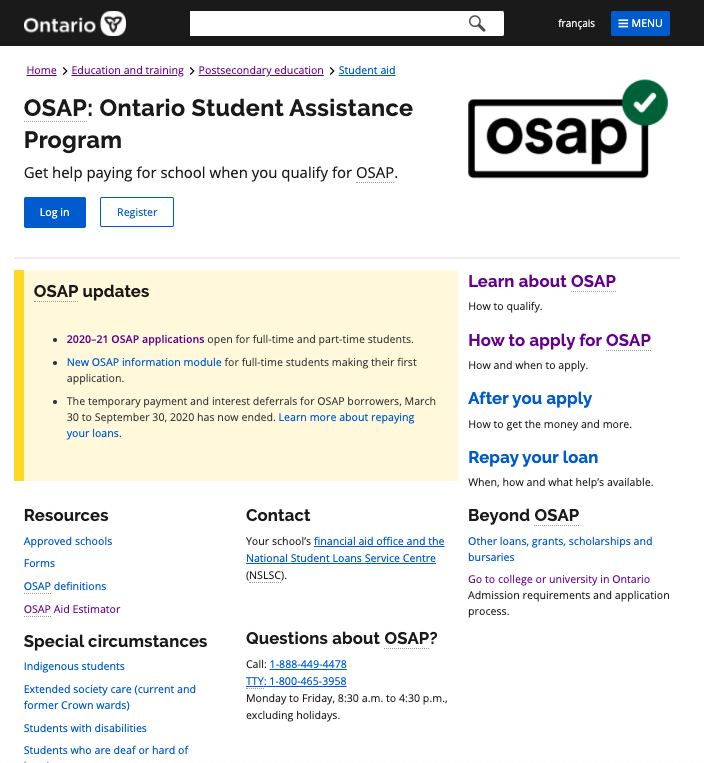 Ontario
français
MENU
Home > Education and training > Postsecondary education > Student aid
OSAP: Ontario Student Assistance
Program
Get help paying for school when you qualify for OSAP.
Log in
Register
osap
OSAP updates
2020–21 OSAP applications open for full-time and part-time students.
New OSAP information module for full-time students making their first
application.
The temporary payment and interest deferrals for OSAP borrowers, March
30 to September 30, 2020 has now ended. Learn more about repaying
your loans.
Learn about OSAP
How to qualify.
How to apply for OSAP
How and when to apply.
After you apply
How to get the money and more.
Repay your loan
When, how and what help’s available.
Resources
Approved schools
Forms
OSAP definitions
OSAP Aid Estimator
Special circumstances
Indigenous students
Extended society care (current and
former Crown wards)
Students with disabilities
Students who are deaf or hard of
Contact
Your school’s financial aid office and the
National Student Loans Service Centre
(NSLSC).
Questions about OSAP?
Call: 1-888-449-4478
TTY: 1-800-465-3958
Monday to Friday, 8:30 a.m. to 4:30 p.m.,
excluding holidays.
Beyond OSAP
Other loans, grants, scholarships and
bursaries
Go to college or university in Ontario
Admission requirements and application
process.